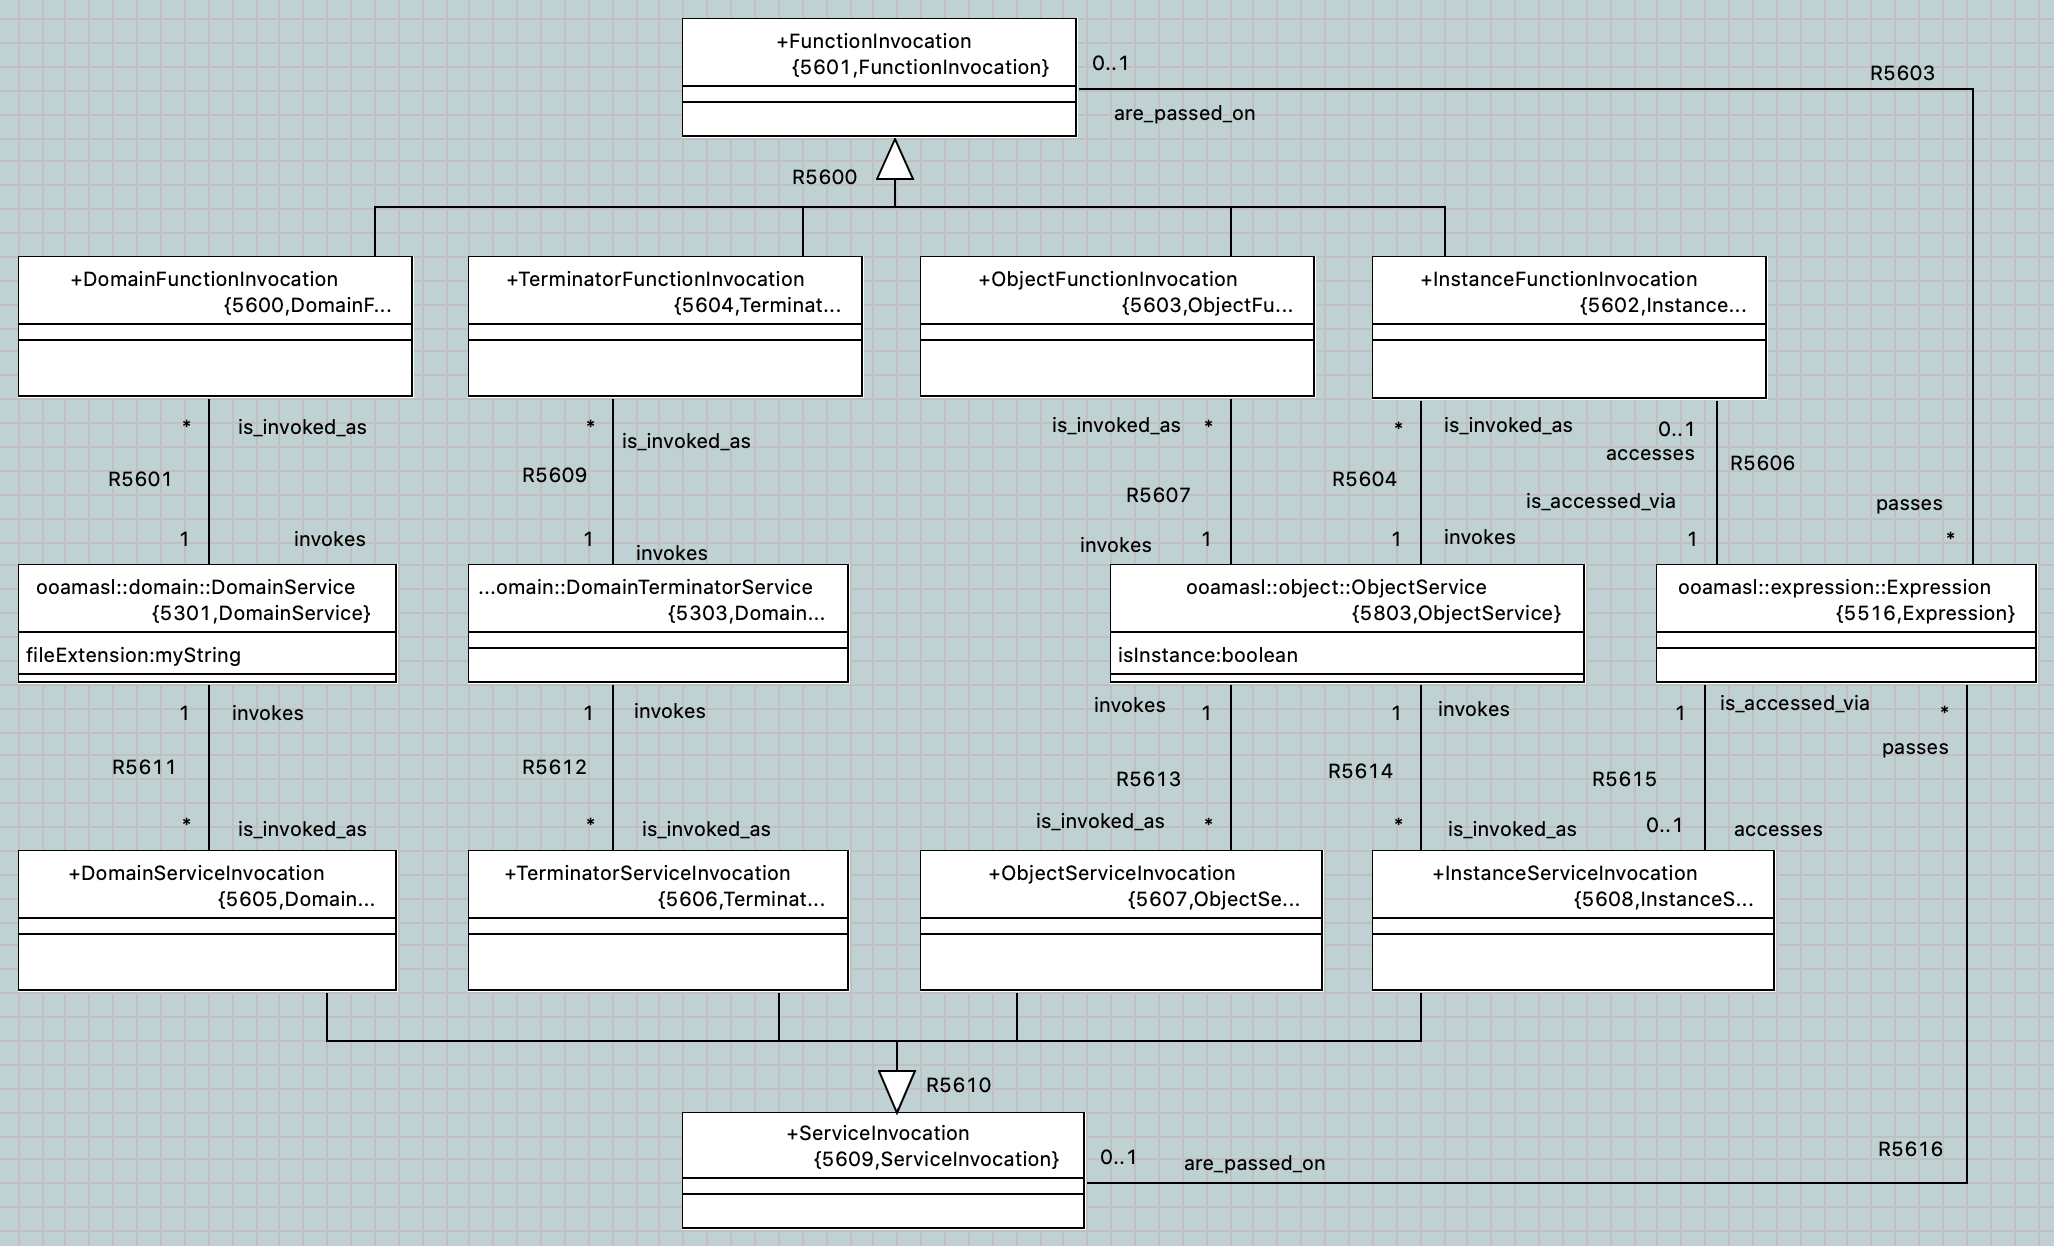 +FunctionInvocation
{5601,FunctionInvocation}
0..1
R5603
are_passed_on
R5600
+DomainFunctionInvocation
{5600,DomainF...
+TerminatorFunctionInvocation
{5604,Terminat...
+ObjectFunctionInvocation
{5603,ObjectFu...
+InstanceFunctionInvocation
{5602,Instance...
*
is_invoked_as
R5601
1
invokes
*
is_invoked_as
R5609
1
invokes
is_invoked_as
*
R5607
invokes
1
*
is_invoked_as
R5604
1
invokes
0..1
accesses
R5606
is_accessed_via
1
passes
*
ooamasl::domain::DomainService
{5301,DomainService}
fileExtension:myString
...omain::DomainTerminatorService
{5303,Domain...
ooamasl::object::ObjectService
{5803,ObjectService}
isInstance:boolean
ooamasl::expression::Expression
{5516,Expression}
1
invokes
R5611
*
is_invoked_as
1
invokes
R5612
*
is_invoked_as
invokes
1
R5613
is_invoked_as
*
1
invokes
R5614
*
is_invoked_as
1
is_accessed_via
R5615
0..1
accesses
*
passes
+DomainServiceInvocation
{5605,Domain...
+TerminatorServiceInvocation
{5606,Terminat...
+ObjectServiceInvocation
{5607,ObjectSe...
+InstanceServiceInvocation
{5608,InstanceS...
R5610
+ServiceInvocation
{5609,ServiceInvocation}
0..1
are_passed_on
R5616